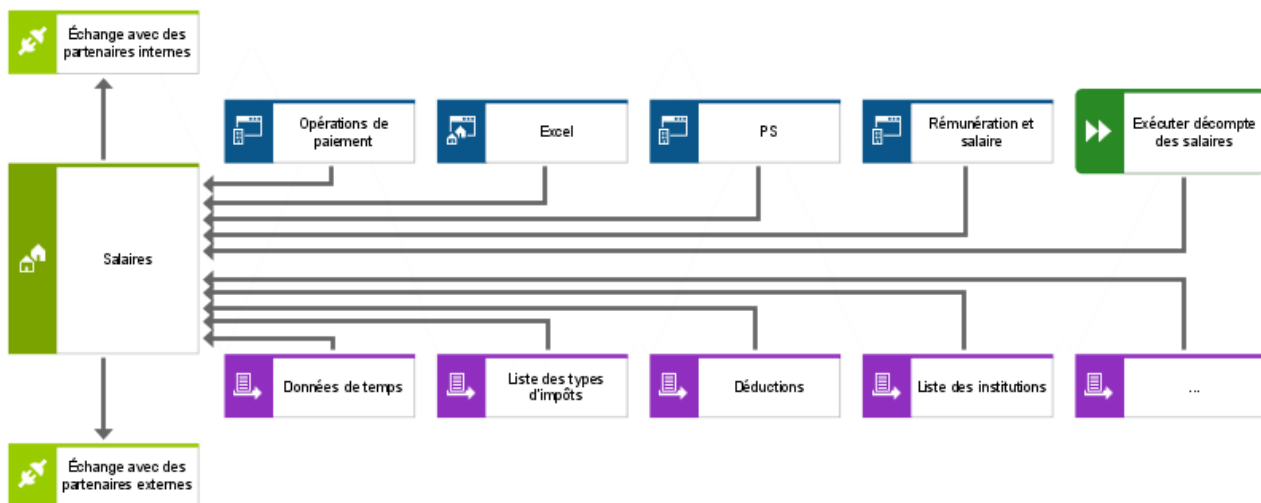 Échange avec des
partenaires internes
Opérations de
paiement
Excel
PS
Rémunération et
salaire
Exécuter décompte
des salaires
Salaires
Données de temps
Liste des types
d'impôts
Déductions
Liste des institutions
...
Échange avec des
partenaires externes